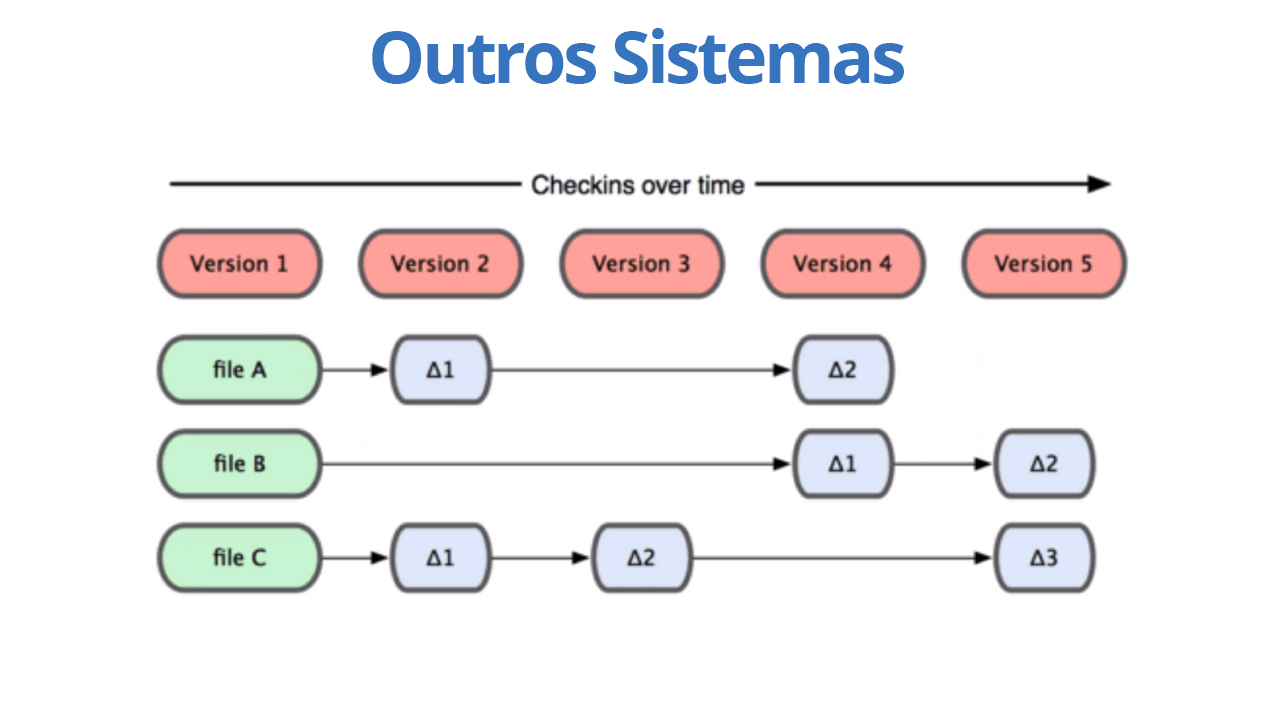 Outros Sistemas
Checkins over time
Version 1 Version 2 Version 3 Version 4 Version 5
file A Δ1 Δ2
file B Δ1 Δ2
file C Δ1 Δ2 Δ3